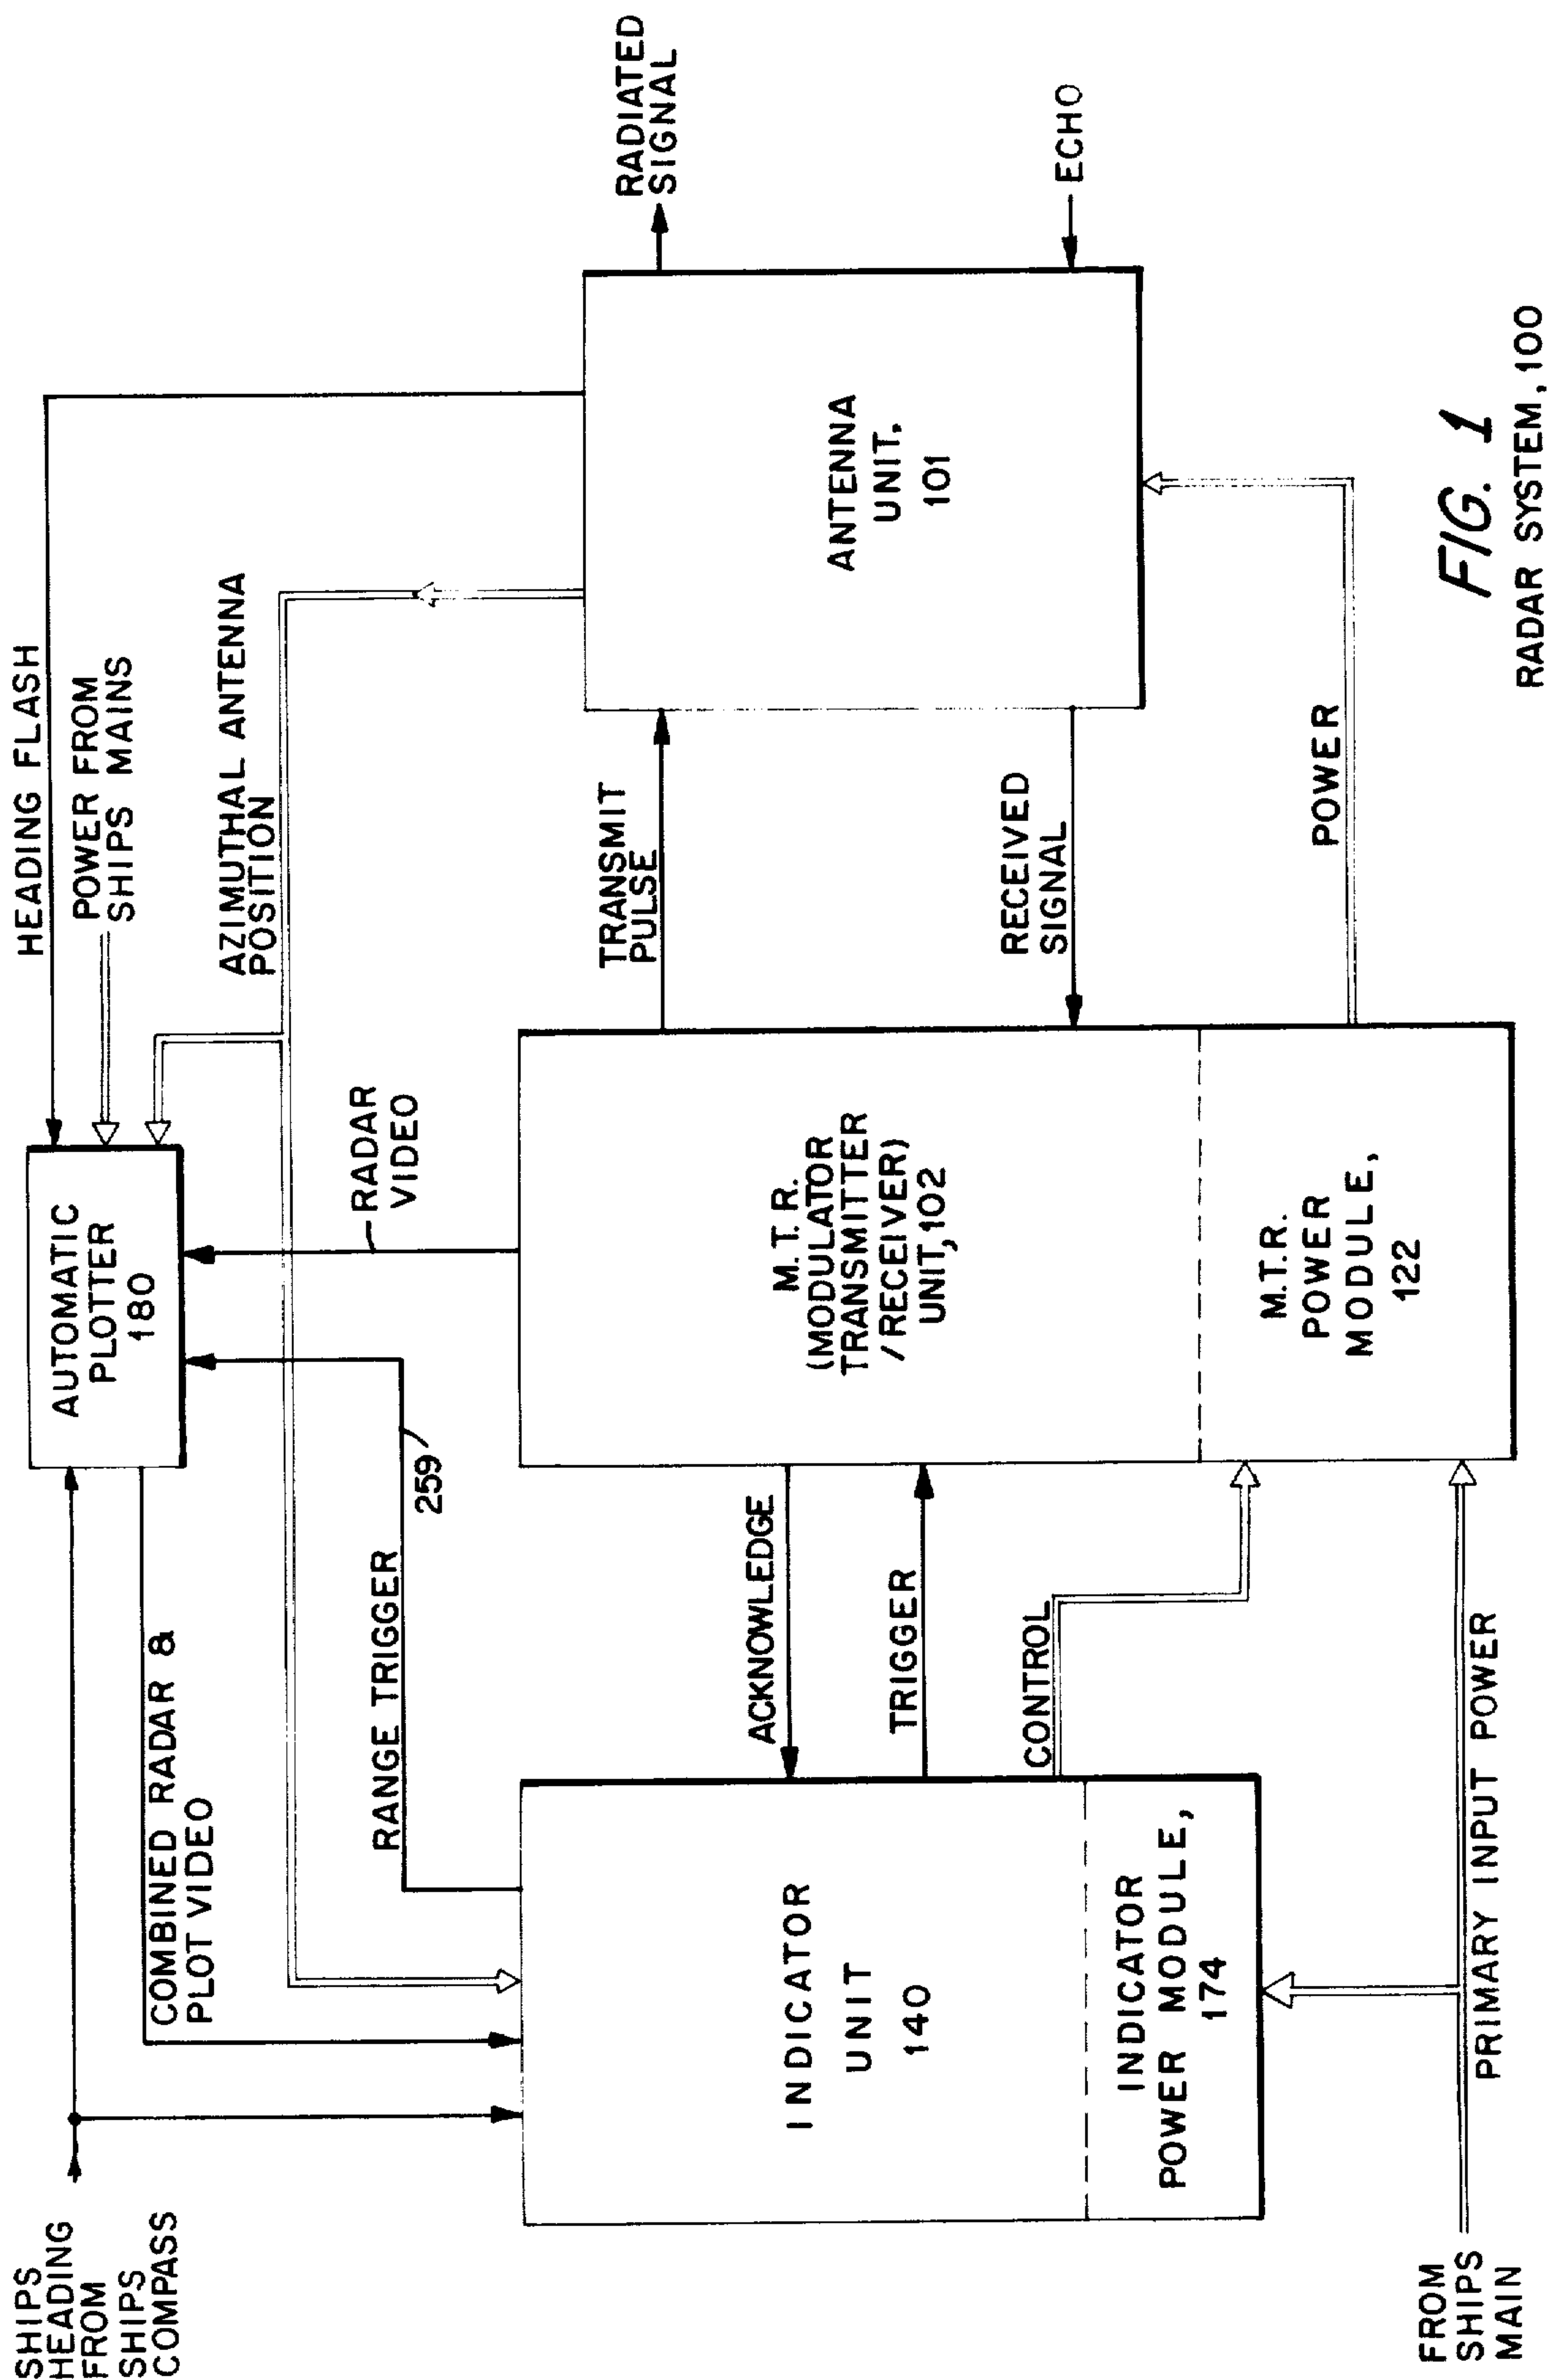 SHIPS
HEADING
FROM
SHIPS
COMPASS
COMBINED RADAR &
PLOT VIDEO
AUTOMATIC
PLOTTER
180
HEADING FLASH
POWER FROM
SHIPS MAINS
AZIMUTHAL ANTENNA
POSITION
RANGE TRIGGER
259
RADAR
VIDEO
INDICATOR
UNIT
140
INDICATOR
POWER MODULE,
174
ACKNOWLEDGE
TRIGGER
CONTROL
M.T.R.
(MODULATOR
TRANSMITTER
/RECEIVER)
UNIT,102
M.T.R.
POWER
MODULE,
122
TRANSMIT
PULSE
RECEIVED
SIGNAL
POWER
ANTENNA
UNIT.
101
RADIATED
SIGNAL
ECHO
FROM
SHIPS
MAIN
PRIMARY INPUT POWER
FIG. 1
RADAR SYSTEM,100